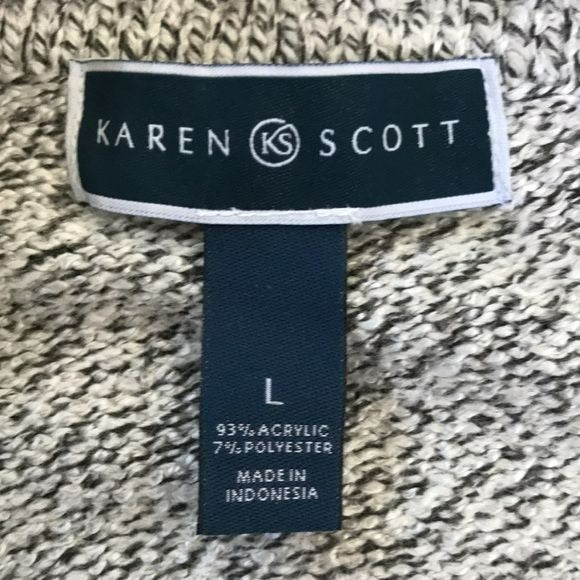 KAREN KS SCOTT
L
93% ACRYLIC
7% POLYESTER
MADE IN
INDONESIA